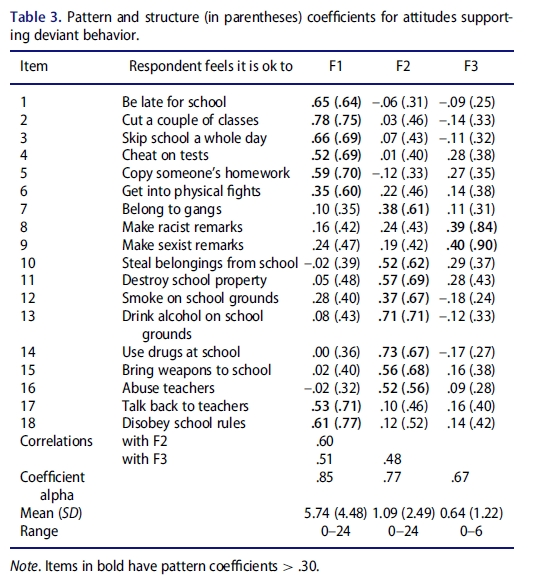 Table 3. Pattern and structure (in parentheses) coefficients for attitudes support-
ing deviant behavior.
Item Respondent feels it is ok to F1 F2 F3
1 Be late for school .65 (.64) –.06 (.31) –.09 (.25)
2 Cut a couple of classes .78 (.75) .03 (.46) –.14 (.33)
3 Skip school a whole day .66 (.69) .07 (.43) –.11 (.32)
4 Cheat on tests .52 (.69) .01 (.40) .28 (.38)
5 Copy someone's homework .59 (.70) –.12 (.33) .27 (.35)
6 Get into physical fights .35 (.60) .22 (.46) .14 (.38)
7 Belong to gangs .10 (.35) .38 (.61) .11 (.31)
8 Make racist remarks .16 (.42) .24 (.43) .39 (.84)
9 Make sexist remarks .24 (.47) .19 (.42) .40 (.90)
10 Steal belongings from school –.02 (.39) .52 (.62) .29 (.37)
11 Destroy school property .05 (.48) .57 (.69) .28 (.43)
12 Smoke on school grounds .28 (.40) .37 (.67) –.18 (.24)
13 Drink alcohol on school .08 (.43) .71 (.71) –.12 (.33)
grounds
14 Use drugs at school .00 (.36) .73 (.67) –.17 (.27)
15 Bring weapons to school .02 (.40) .56 (.68) .16 (.38)
16 Abuse teachers –.02 (.32) .52 (.56) .09 (.28)
17 Talk back to teachers .53 (.71) .10 (.46) .16 (.40)
18 Disobey school rules .61 (.77) .12 (.52) .14 (.42)
Correlations with F2 .60
with F3 .51 .48
Coefficient .85 .77 .67
alpha
Mean (SD) 5.74 (4.48) 1.09 (2.49) 0.64 (1.22)
Range 0–24 0–24 0–6
Note. Items in bold have pattern coefficients > .30.